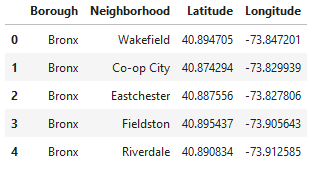 Borough Neighborhood Latitude Longitude
0 Bronx Wakefield 40.894705 -73.847201
1 Bronx Co-op City 40.874294 -73.829939
2 Bronx Eastchester 40.887556 -73.827806
3 Bronx Fieldston 40.895437 -73.905643
4 Bronx Riverdale 40.890834 -73.912585